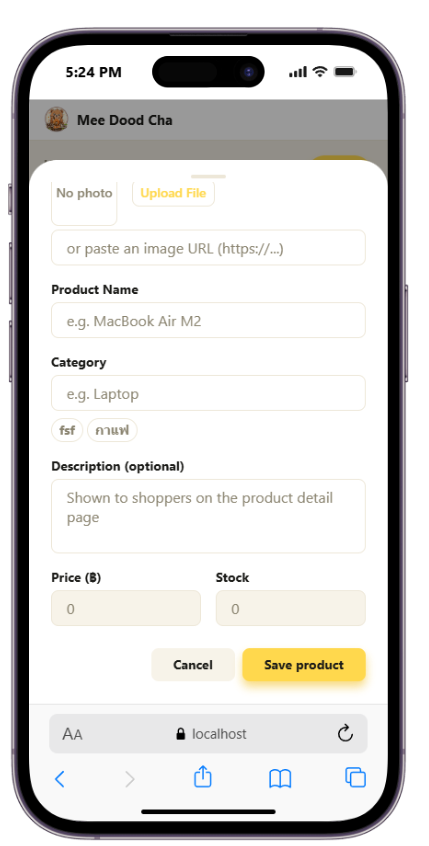 5:24 PM
Mee Dood Cha
No photo
Upload File
or paste an image URL (https://...)
Product Name
e.g. MacBook Air M2
Category
e.g. Laptop
fsf
กาแฟ
Description (optional)
Shown to shoppers on the product detail
page
Price (฿)
Stock
0
0
Cancel
Save product
AA
localhost